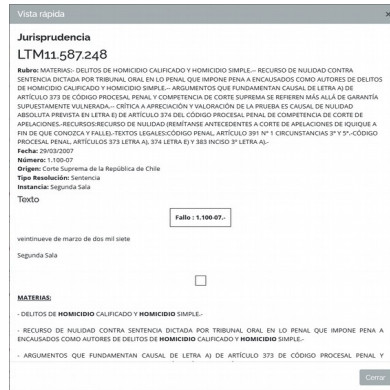 Vista rápida
Jurisprudencia
LTM11.587.248
Rubro: MATERIAS:- DELITOS DE HOMICIDIO CALIFICADO Y HOMICIDIO SIMPLE.-- RECURSO DE NULIDAD CONTRA
SENTENCIA DICTADA POR TRIBUNAL ORAL EN LO PENAL QUE IMPONE PENA A ENCAUSADOS COMO AUTORES DE DELITOS
DE HOMICIDIO CALIFICADO Y HOMICIDIO SIMPLE.-- ARGUMENTOS QUE FUNDAMENTAN CAUSAL DE LETRA A) DE
ARTÍCULO 373 DE CÓDIGO PROCESAL PENAL Y COMPETENCIA DE CORTE SUPREMA SE REFIEREN MÁS ALLÁ DE GARANTÍA
SUPUESTAMENTE VULNERADA.-- CRÍTICA A APRECIACIÓN Y VALORACIÓN DE LA PRUEBA ES CAUSAL DE NULIDAD
ABSOLUTA PREVISTA EN LETRA E) DE ARTÍCULO 374 DEL CÓDIGO PROCESAL PENAL DE COMPETENCIA DE CORTE DE
APELACIONES.-RECURSOS:RECURSO DE NULIDAD (REMÍTANSE ANTECEDENTES A CORTE DE APELACIONES DE IQUIQUE A
FIN DE QUE CONOZCA Y FALLE).-TEXTOS LEGALES:CÓDIGO PENAL, ARTÍCULO 391 Nº 1 CIRCUNSTANCIAS 3ª Y 5ª.-CÓDIGO
PROCESAL PENAL, ARTÍCULOS 373 LETRA A), 374 LETRA E) Y 383 INCISO 3º LETRA A).-
Fecha: 29/03/2007
Número: 1.100-07
Origen: Corte Suprema de la República de Chile
Tipo Resolución: Sentencia
Instancia: Segunda Sala
Texto
Fallo : 1.100-07.-
veintinueve de marzo de dos mil siete
Segunda Sala
MATERIAS:
- DELITOS DE HOMICIDIO CALIFICADO Y HOMICIDIO SIMPLE.-
- RECURSO DE NULIDAD CONTRA SENTENCIA DICTADA POR TRIBUNAL ORAL EN LO PENAL QUE IMPONE PENA A
ENCAUSADOS COMO AUTORES DE DELITOS DE HOMICIDIO CALIFICADO Y HOMICIDIO SIMPLE.-
- ARGUMENTOS QUE FUNDAMENTAN CAUSAL DE LETRA A) DE ARTÍCULO 373 DE CÓDIGO PROCESAL PENAL Y
Cerrar